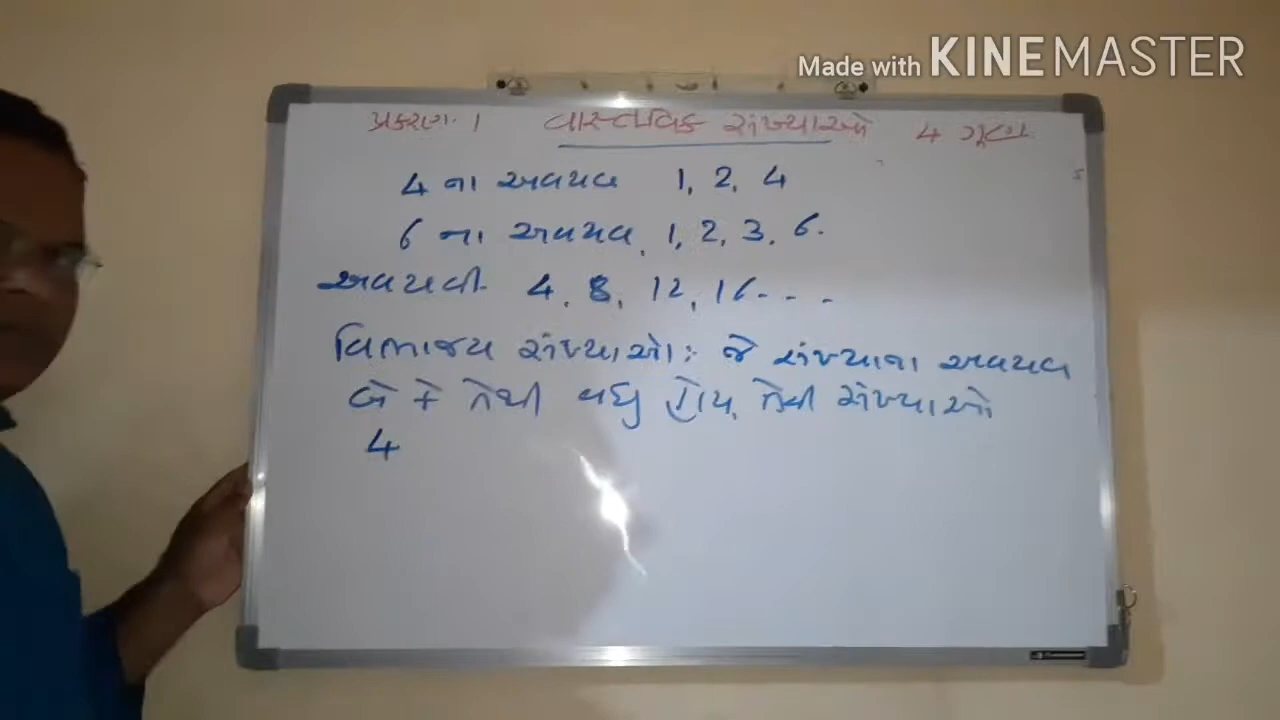 Made with KINEMASTER
પ્રકરણ. 1 વાસ્તવિક સંખ્યાઓ 4 ગુણ
4 ના અવયવ 1, 2, 4
6 ના અવયવ, 1, 2, 3, 6.
અવયવી 4, 8, 12, 16 - - -
વિભાજ્ય સંખ્યાઓ: જે સંખ્યાના અવયવ
બે કે તેથી વધુ હોય, તેવી સંખ્યાઓ
4